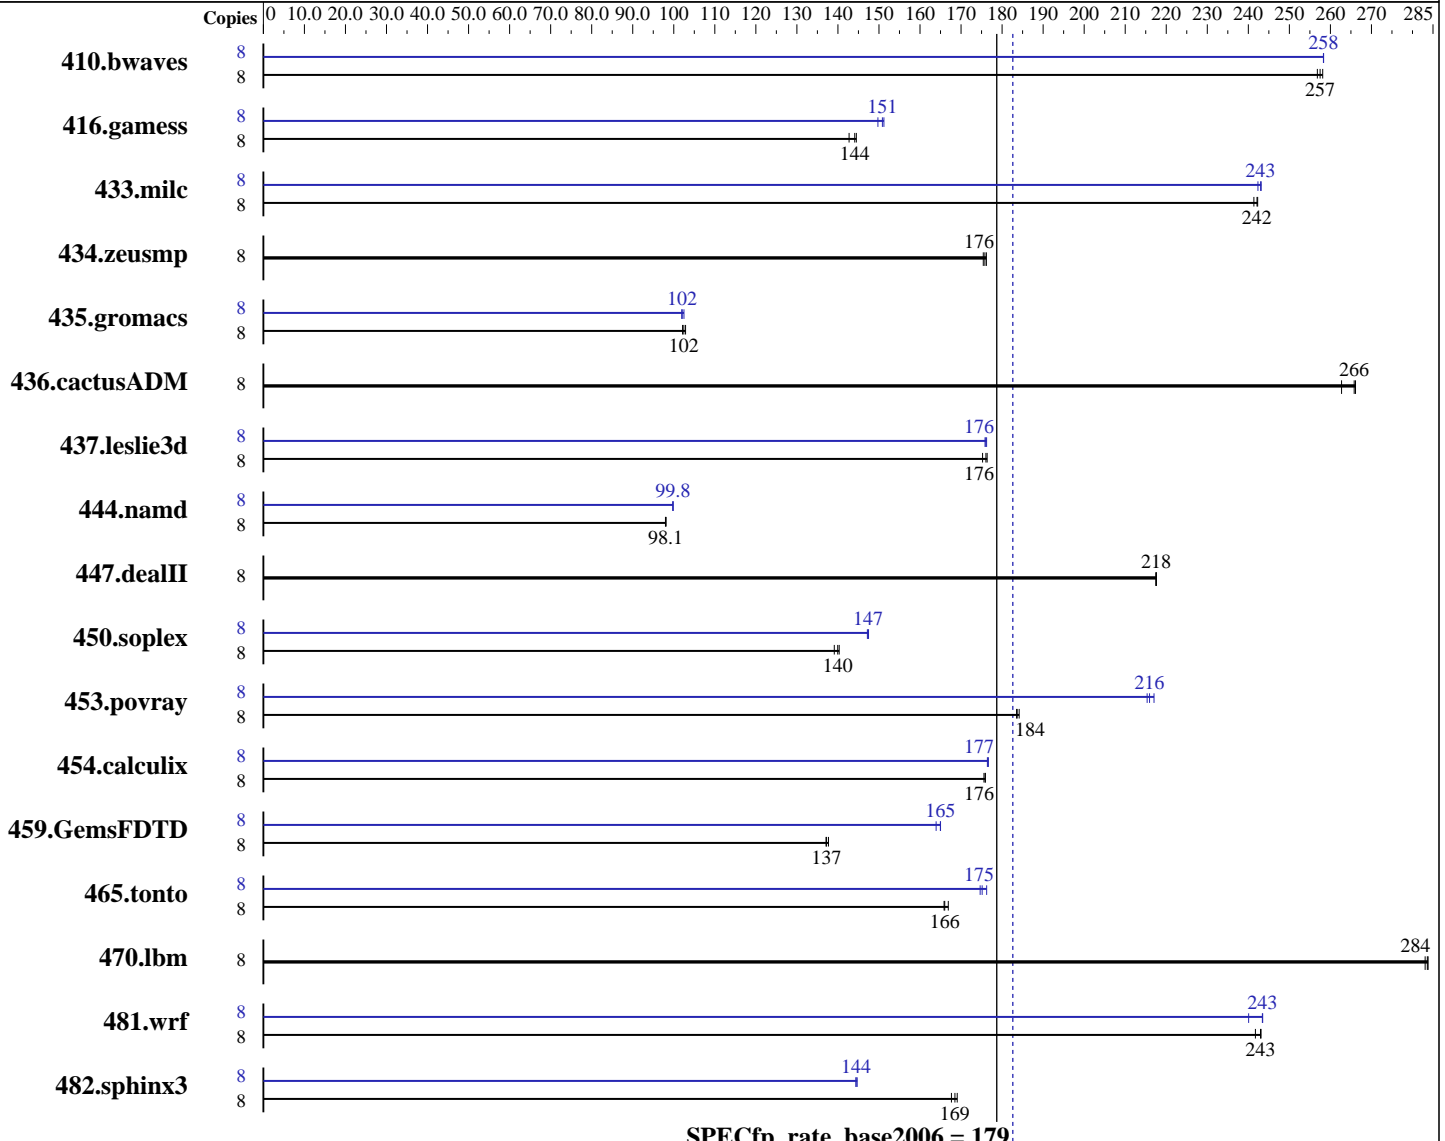 Copies 0 10.0 20.0 30.0 40.0 50.0 60.0 70.0 80.0 90.0 100 110 120 130 140 150 160 170 180 190 200 210 220 230 240 250 260 270 285
410.bwaves 8 258
8 257
416.gamess 8 151
8 144
433.milc 8 243
8 242
434.zeusmp 8 176
435.gromacs 8 102
8 102
436.cactusADM 8 266
437.leslie3d 8 176
8 176
444.namd 8 99.8
8 98.1
447.dealII 8 218
450.soplex 8 147
8 140
453.povray 8 216
8 184
454.calculix 8 177
8 176
459.GemsFDTD 8 165
8 137
465.tonto 8 175
8 166
470.lbm 8 284
481.wrf 8 243
8 243
482.sphinx3 8 144
8 169
SPECfp_rate_base2006 = 179